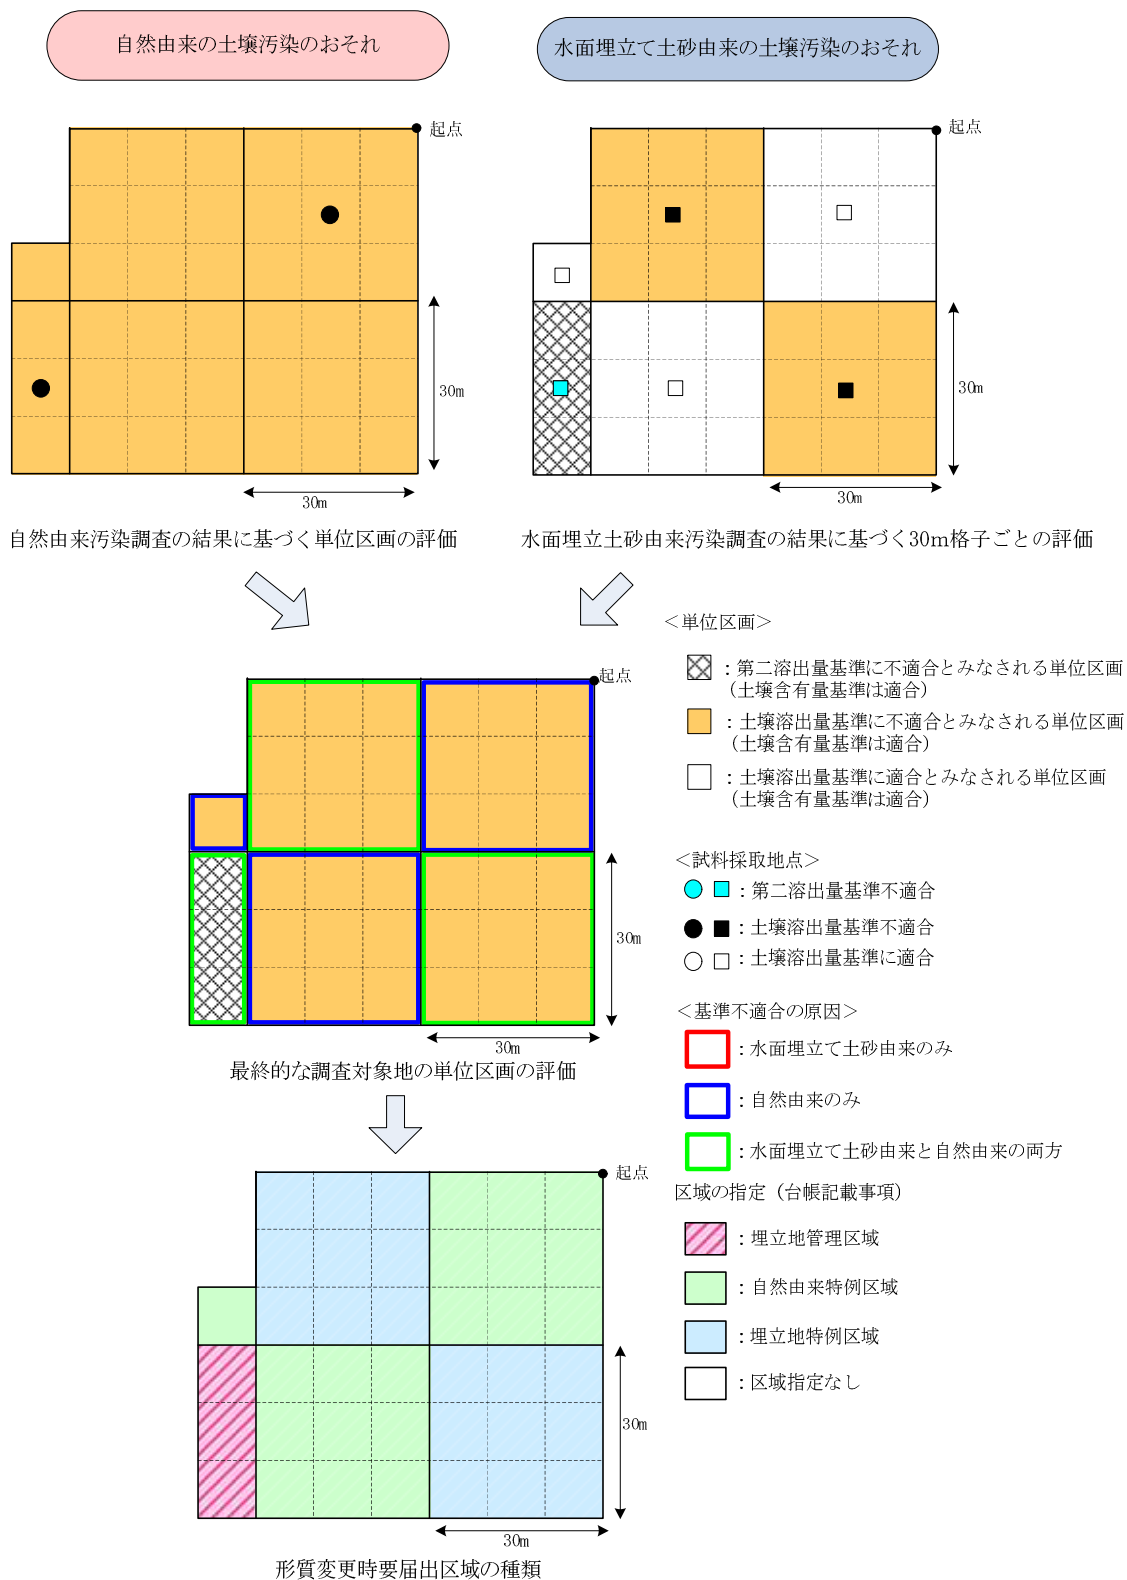 自然由来の土壌汚染のおそれ
水面埋立て土砂由来の土壌汚染のおそれ
起点
起点
30m
30m
30m
30m
自然由来汚染調査の結果に基づく単位区画の評価
水面埋立土砂由来汚染調査の結果に基づく30m格子ごとの評価
＜単位区画＞
：第二溶出量基準に不適合とみなされる単位区画
（土壌含有量基準は適合）
：土壌溶出量基準に不適合とみなされる単位区画
（土壌含有量基準は適合）
：土壌溶出量基準に適合とみなされる単位区画
（土壌含有量基準は適合）
起点
30m
30m
最終的な調査対象地の単位区画の評価
＜試料採取地点＞
：第二溶出量基準不適合
：土壌溶出量基準不適合
：土壌溶出量基準に適合
＜基準不適合の原因＞
：水面埋立て土砂由来のみ
：自然由来のみ
：水面埋立て土砂由来と自然由来の両方
区域の指定（台帳記載事項）
：埋立地管理区域
：自然由来特例区域
：埋立地特例区域
：区域指定なし
起点
30m
30m
形質変更時要届出区域の種類